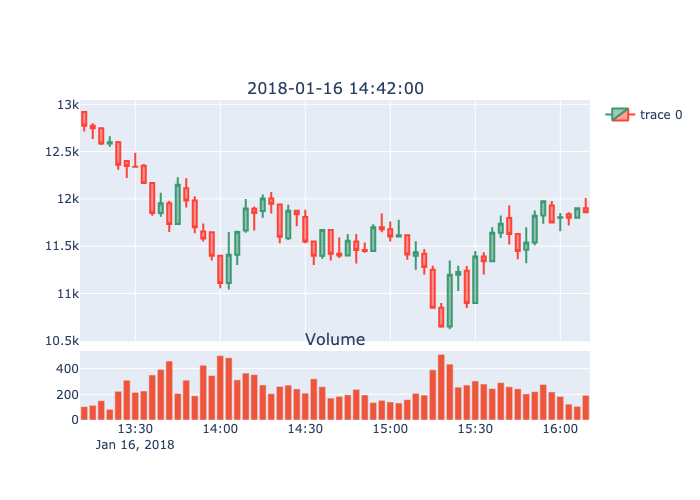 2018-01-16 14:42:00
13k
12.5k
12k
11.5k
11k
10.5k
trace 0
Volume
400
200
0
13:30
14:00
14:30
15:00
15:30
16:00
Jan 16, 2018